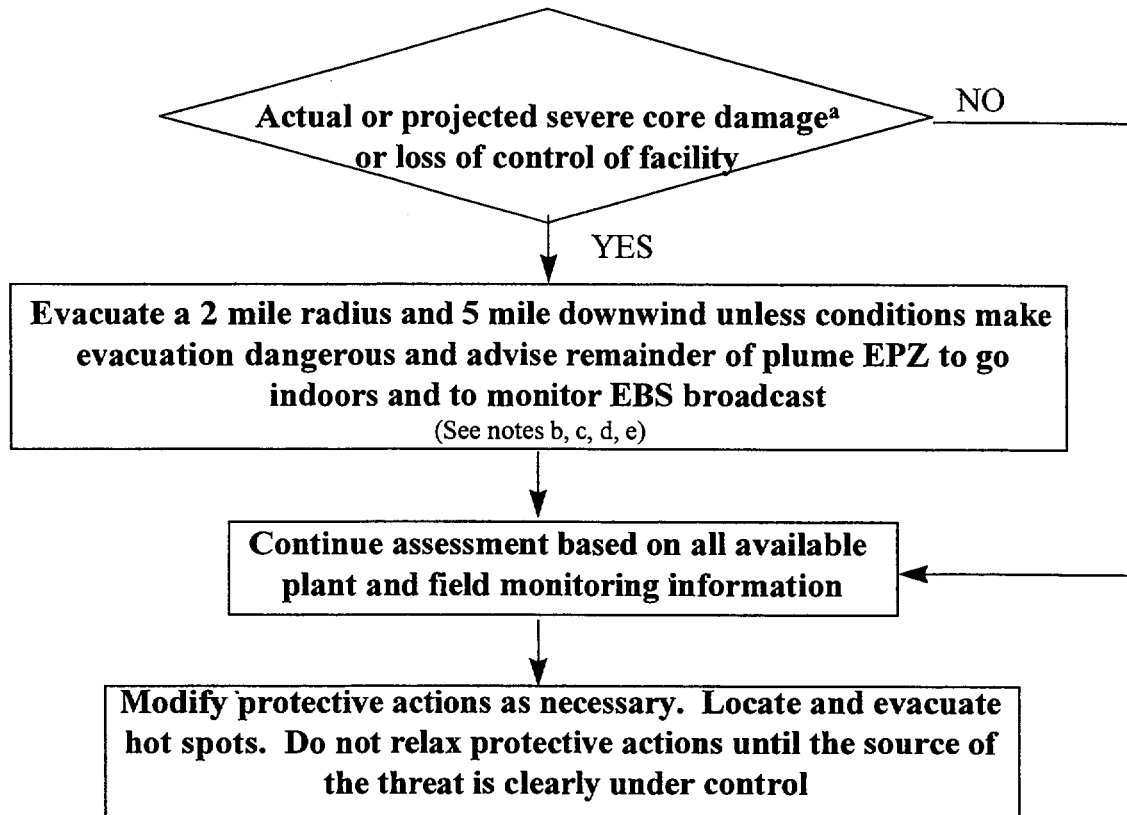 Actual or projected severe core damageᵃ
or loss of control of facility
NO
YES
Evacuate a 2 mile radius and 5 mile downwind unless conditions make
evacuation dangerous and advise remainder of plume EPZ to go
indoors and to monitor EBS broadcast
(See notes b, c, d, e)
Continue assessment based on all available
plant and field monitoring information
Modify protective actions as necessary.  Locate and evacuate
hot spots.  Do not relax protective actions until the source of
the threat is clearly under control